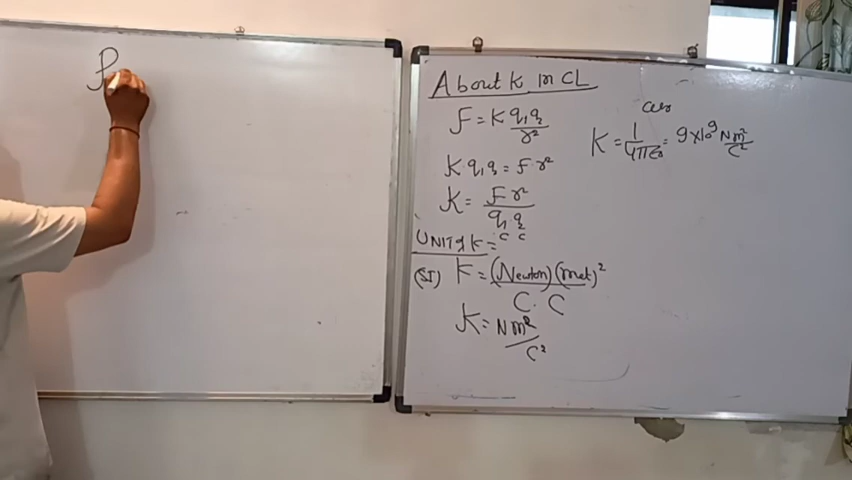 P
About K in CL
F = K q₁q₂/r²
K q₁q₂ = F r²
K = F r²/q₁ q₂
C C
UNIT of K =
(SI) K = (Newton)(met)²/C. C
K = Nm²/C²
air
K = 1/4πε₀ = 9×10⁹ Nm²/C²